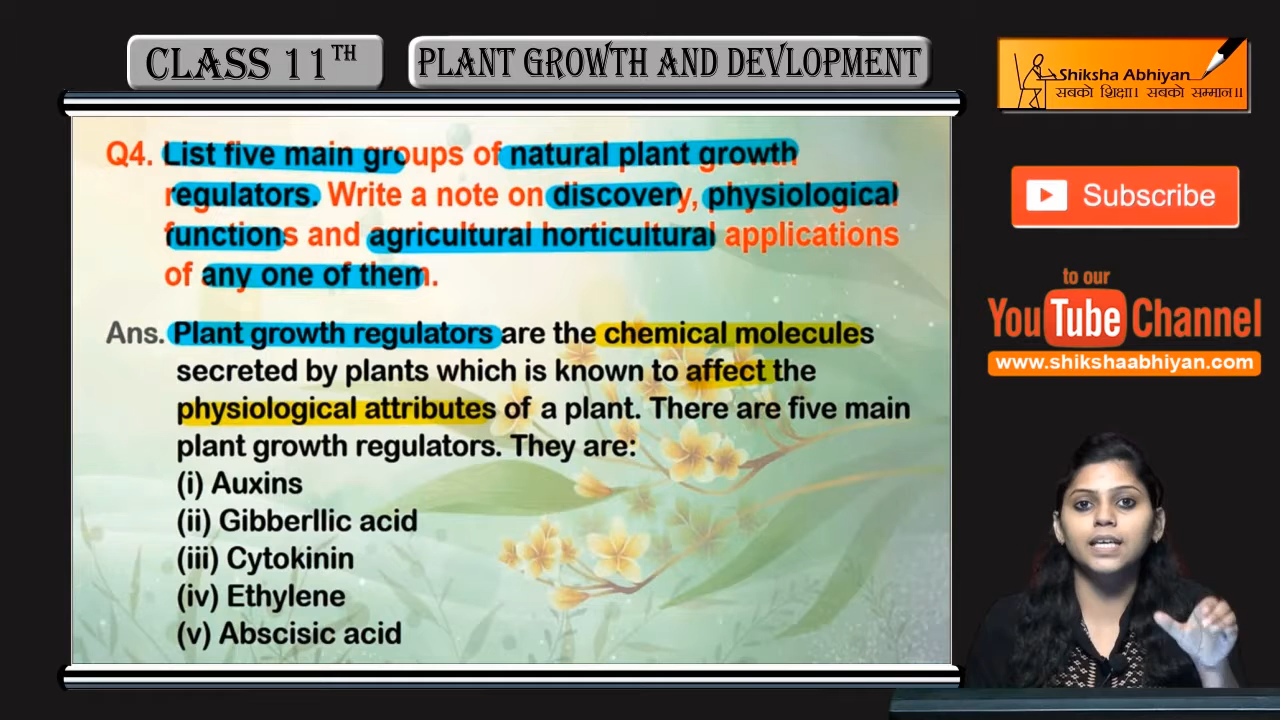 CLASS 11TH
PLANT GROWTH AND DEVLOPMENT
Shiksha Abhiyan
सबको शिक्षा। सबको सम्मान।।
Q4. List five main groups of natural plant growth
regulators. Write a note on discovery, physiological
functions and agricultural horticultural applications
of any one of them.
Ans. Plant growth regulators are the chemical molecules
secreted by plants which is known to affect the
physiological attributes of a plant. There are five main
plant growth regulators. They are:
(i) Auxins
(ii) Gibberllic acid
(iii) Cytokinin
(iv) Ethylene
(v) Abscisic acid
Subscribe
to our
YouTube Channel
www.shikshaabhiyan.com